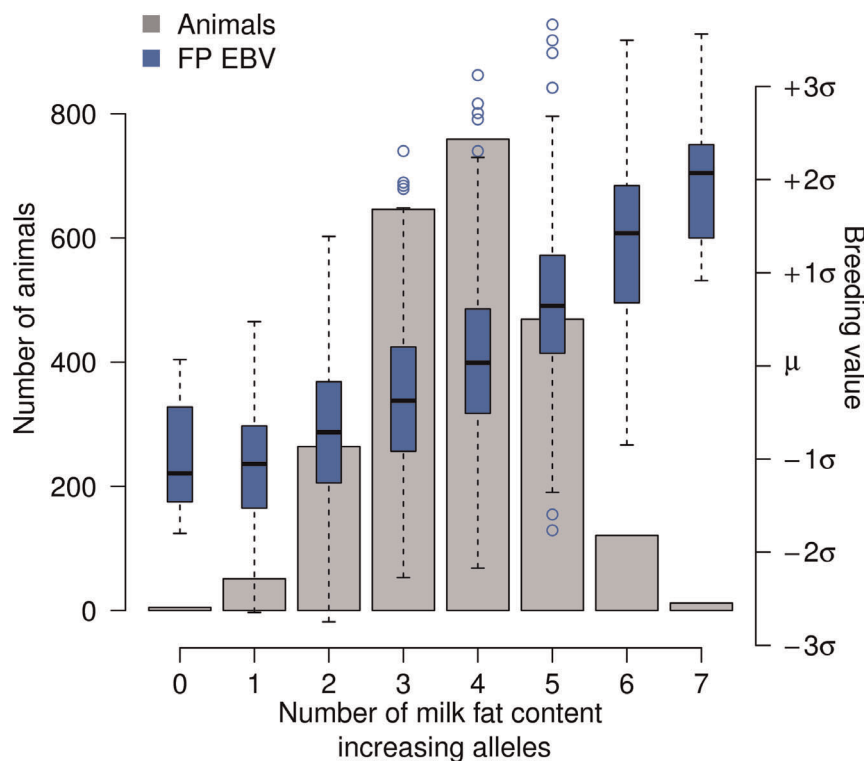 Animals
FP EBV
Number of animals
800
600
400
200
0
+3σ
+2σ
+1σ
μ
−1σ
−2σ
−3σ
Breeding value
0 1 2 3 4 5 6 7
Number of milk fat content
increasing alleles